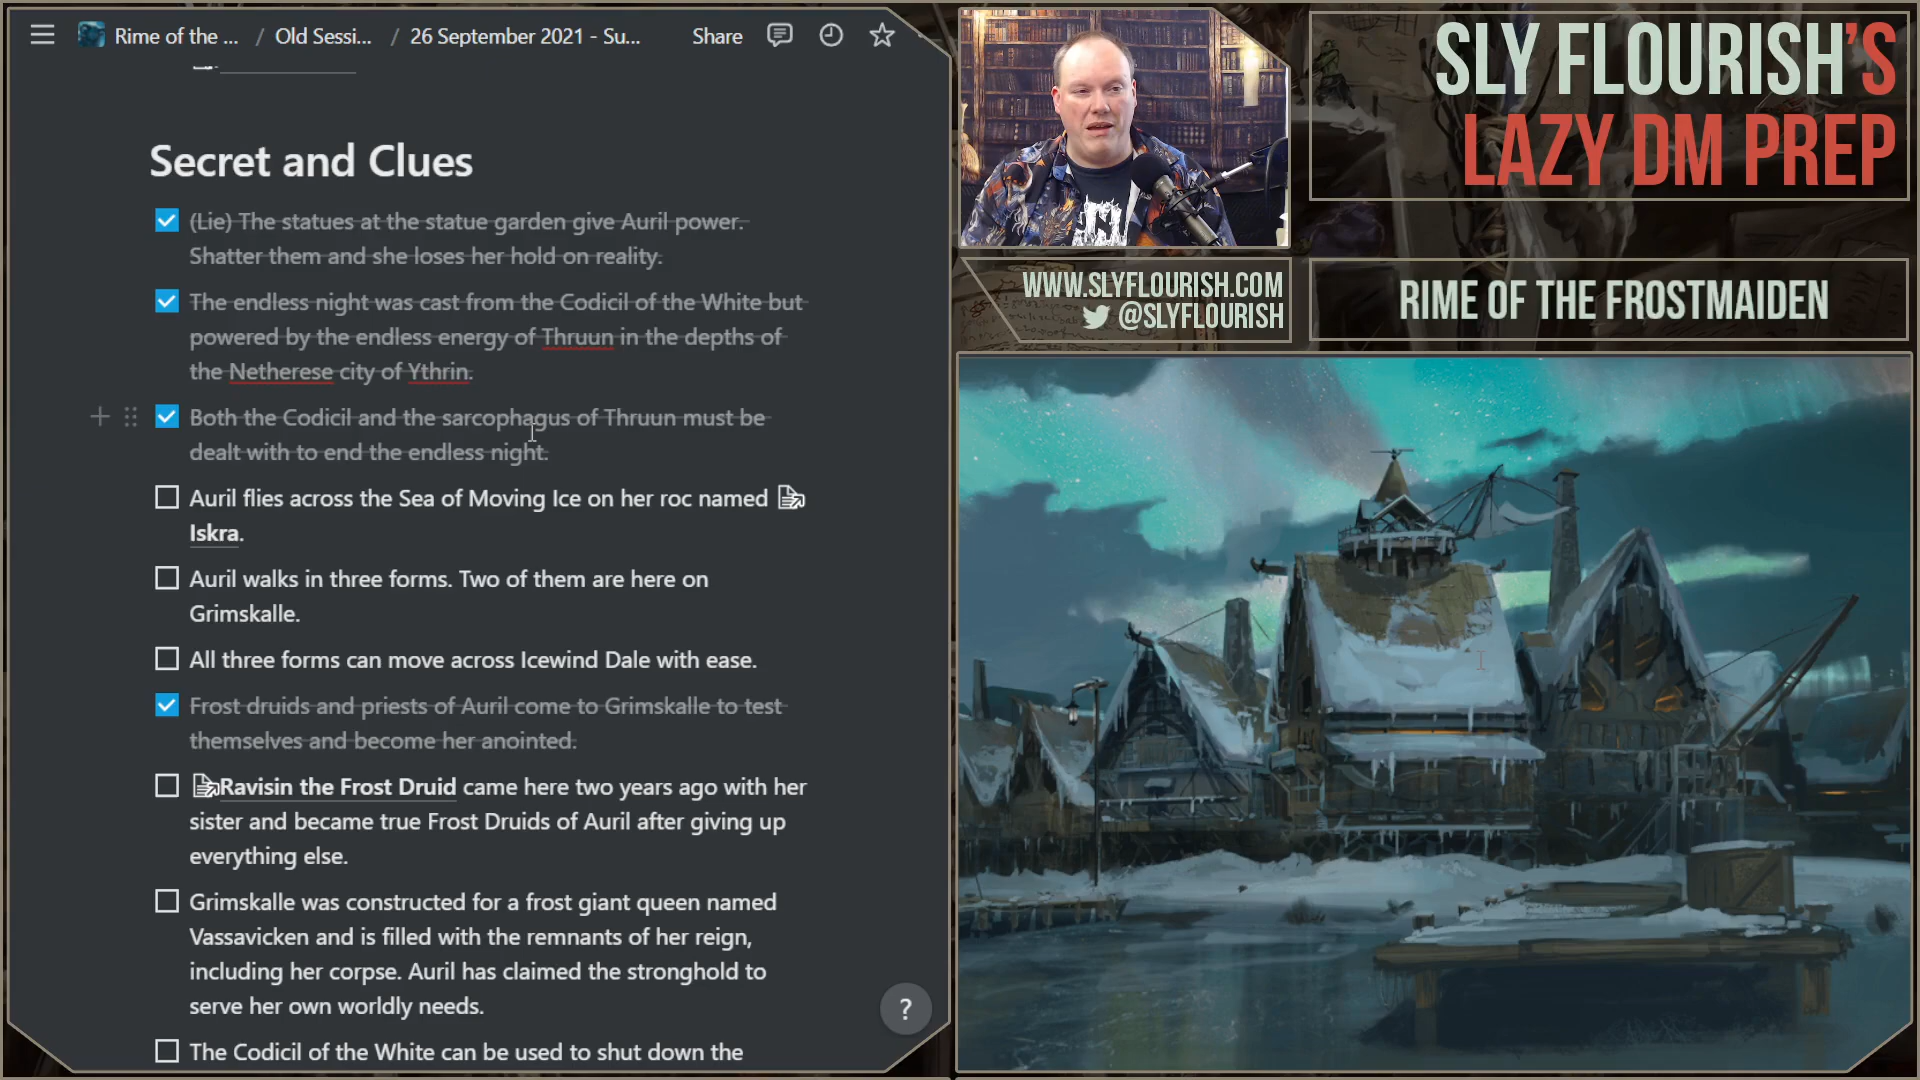 Rime of the ... / Old Sessi... / 26 September 2021 - Su... Share
Secret and Clues
(Lie) The statues at the statue garden give Auril power.
Shatter them and she loses her hold on reality.
The endless night was cast from the Codicil of the White but
powered by the endless energy of Thruun in the depths of
the Netherese city of Ythrin.
Both the Codicil and the sarcophagus of Thruun must be
dealt with to end the endless night.
Auril flies across the Sea of Moving Ice on her roc named
Iskra.
Auril walks in three forms. Two of them are here on
Grimskalle.
All three forms can move across Icewind Dale with ease.
Frost druids and priests of Auril come to Grimskalle to test
themselves and become her anointed.
Ravisin the Frost Druid came here two years ago with her
sister and became true Frost Druids of Auril after giving up
everything else.
Grimskalle was constructed for a frost giant queen named
Vassavicken and is filled with the remnants of her reign,
including her corpse. Auril has claimed the stronghold to
serve her own worldly needs.
The Codicil of the White can be used to shut down the
?
SLY FLOURISH'S
LAZY DM PREP
WWW.SLYFLOURISH.COM
@SLYFLOURISH
RIME OF THE FROSTMAIDEN